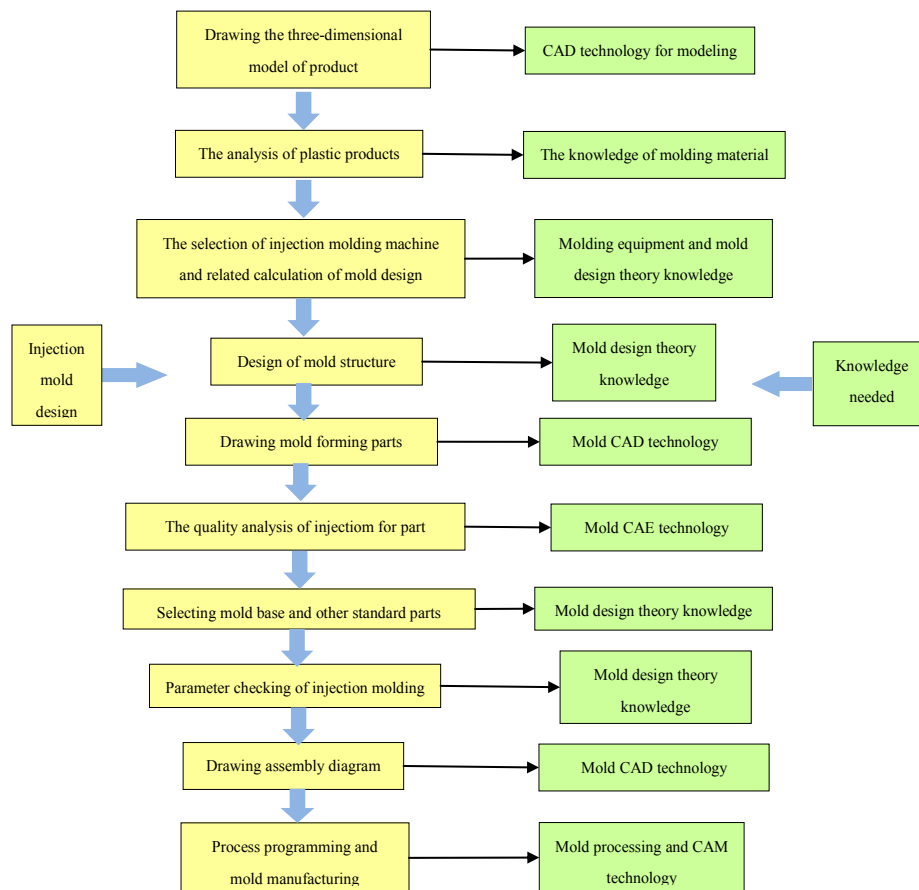 Drawing the three-dimensional
model of product
CAD technology for modeling
The analysis of plastic products
The knowledge of molding material
The selection of injection molding machine
and related calculation of mold design
Molding equipment and mold
design theory knowledge
Injection
mold
design
Design of mold structure
Mold design theory
knowledge
Knowledge
needed
Drawing mold forming parts
Mold CAD technology
The quality analysis of injectiom for part
Mold CAE technology
Selecting mold base and other standard parts
Mold design theory knowledge
Parameter checking of injection molding
Mold design theory
knowledge
Drawing assembly diagram
Mold CAD technology
Process programming and
mold manufacturing
Mold processing and CAM
technology